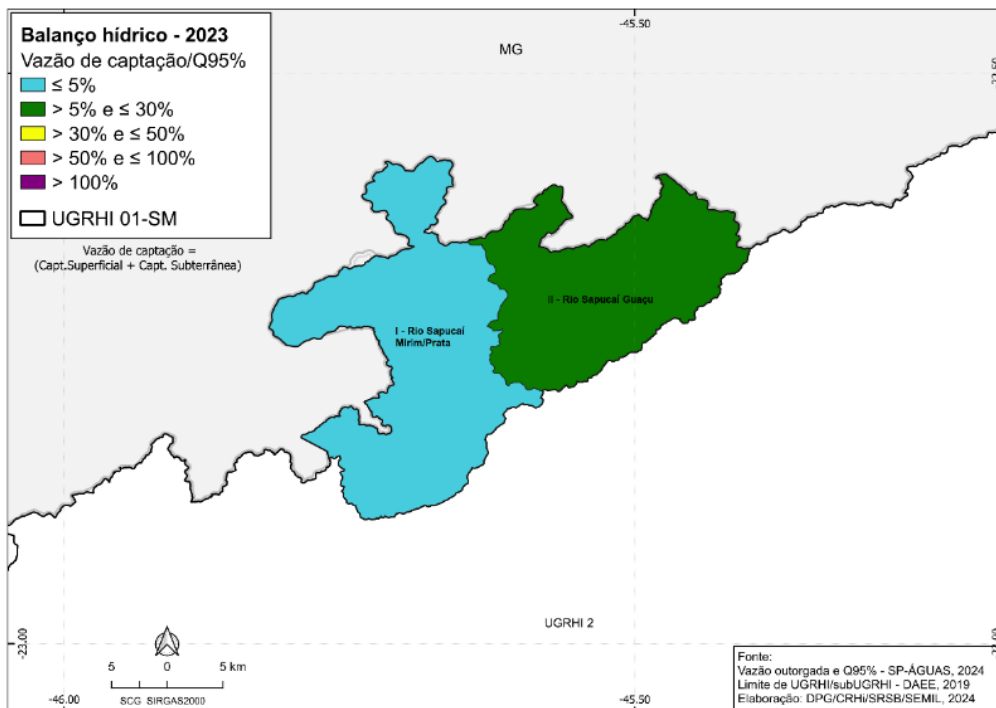 Balanço hídrico - 2023
Vazão de captação/Q95%
≤ 5%
> 5% e ≤ 30%
> 30% e ≤ 50%
> 50% e ≤ 100%
> 100%
UGRHI 01-SM
Vazão de captação =
(Capt.Superficial + Capt. Subterrânea)
-45.50
MG
II - Rio Sapucaí Guaçu
I - Rio Sapucaí
Mirim/Prata
UGRHI 2
-23.00
5 0 5 km
SCG SIRGAS2000
-46.00
-45.50
Fonte:
Vazão outorgada e Q95% - SP-ÁGUAS, 2024
Limite de UGRHI/subUGRHI - DAEE, 2019
Elaboração: DPG/CRHi/SRSB/SEMIL, 2024